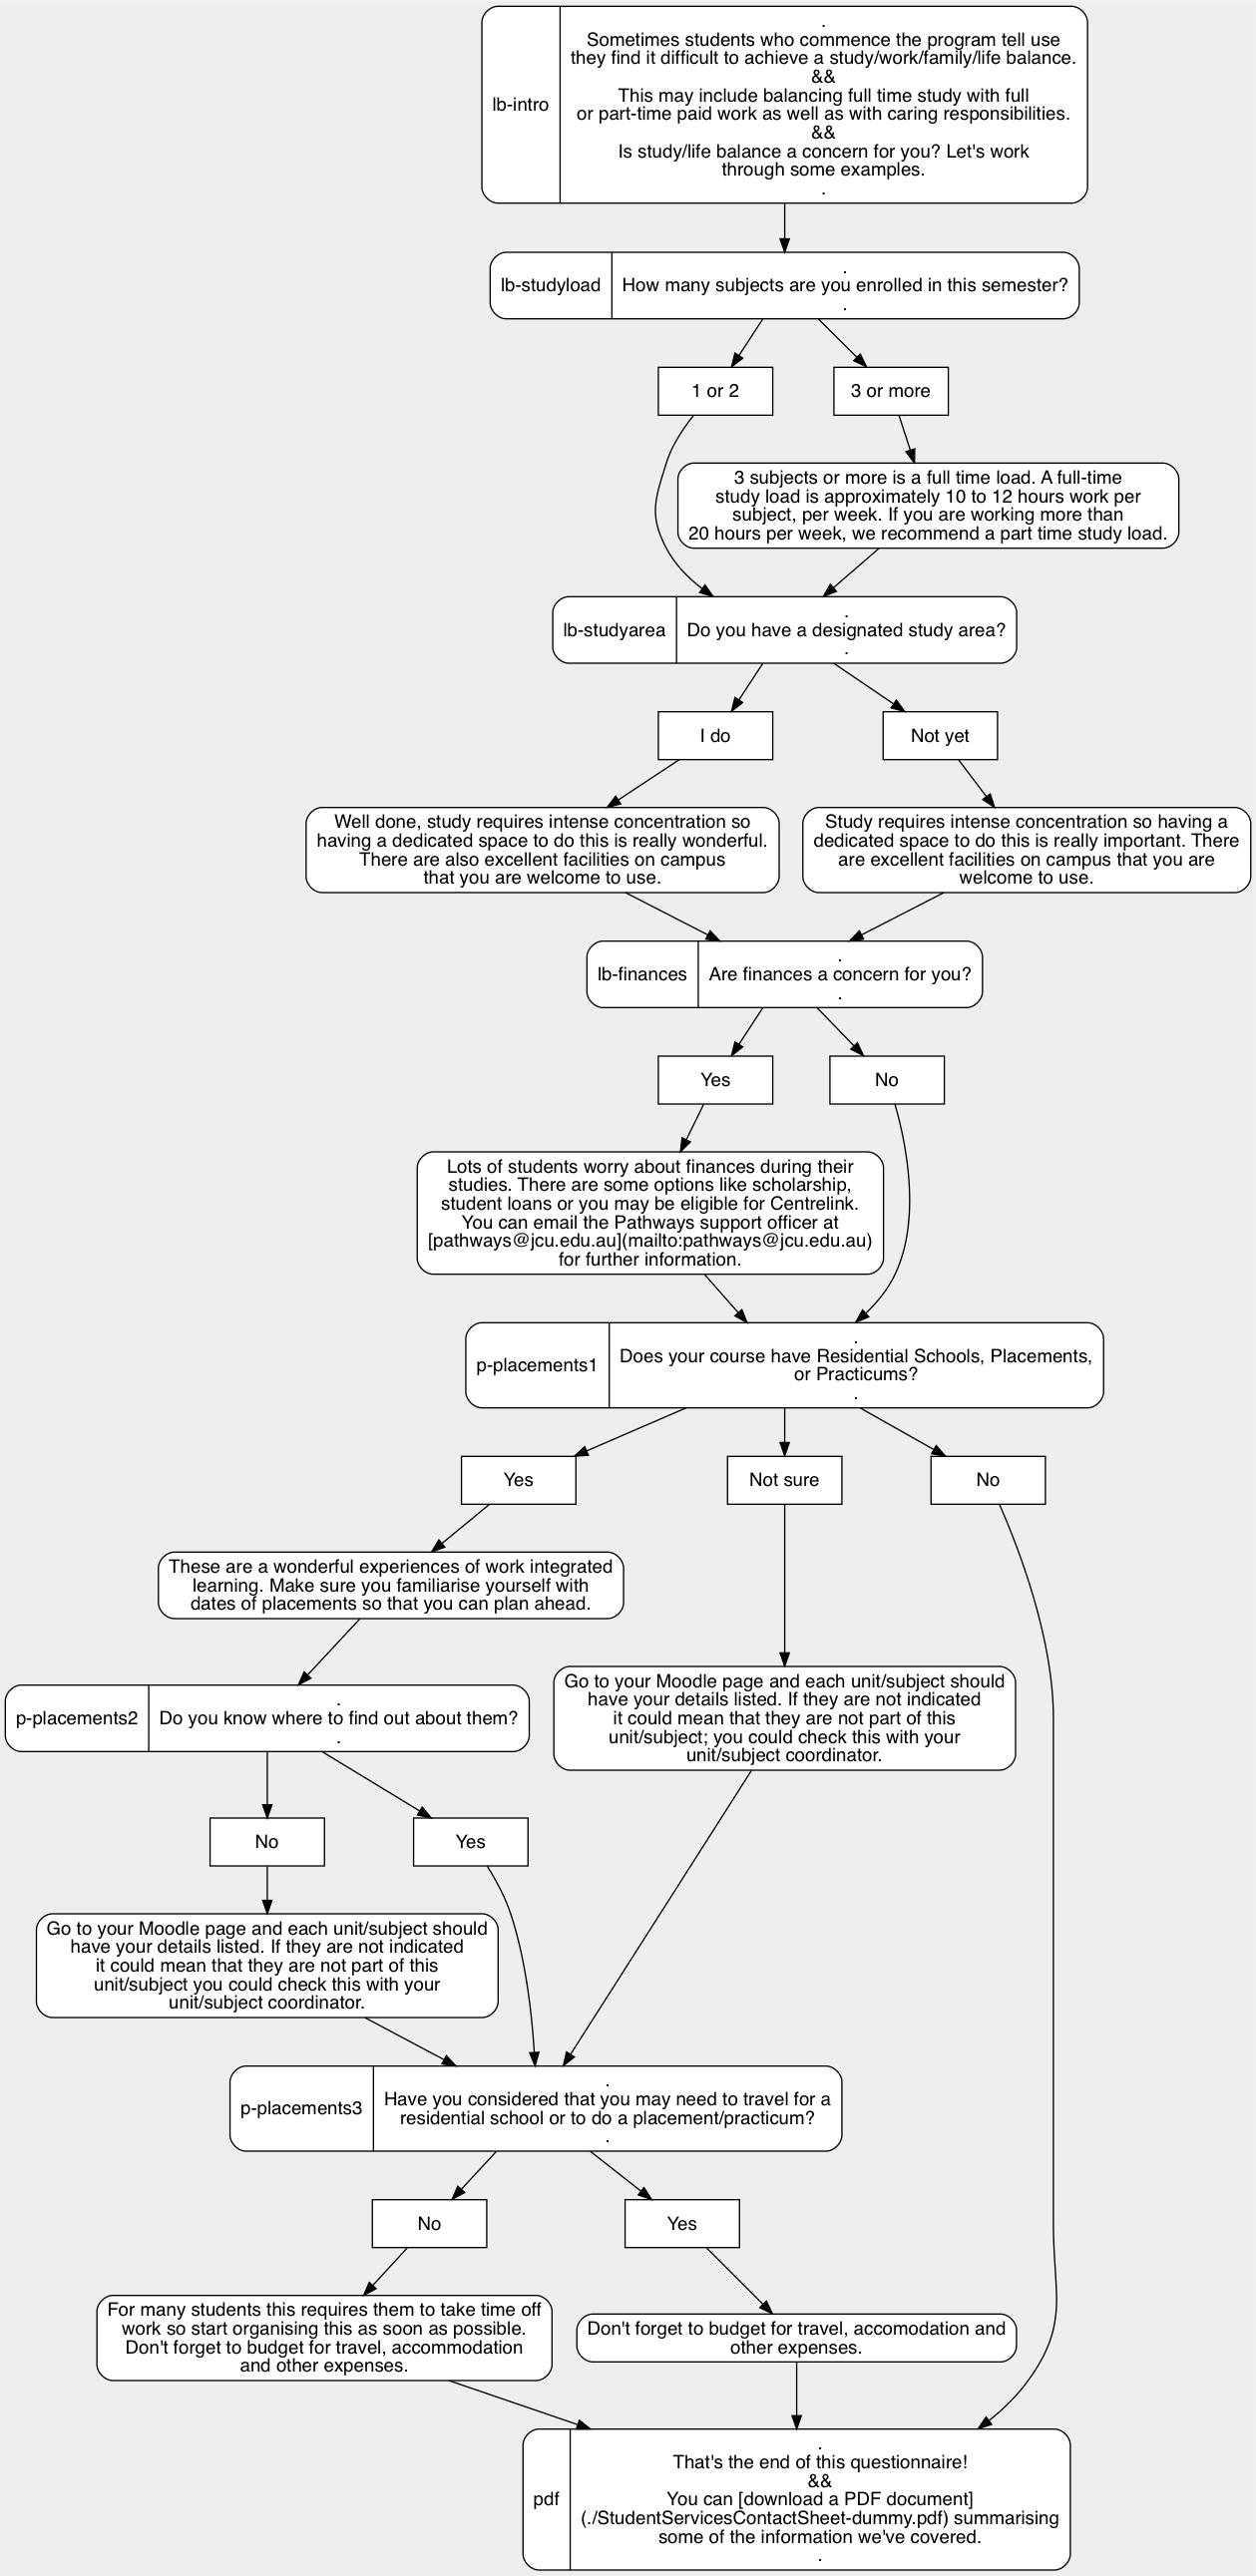 .
Sometimes students who commence the program tell use
they find it difficult to achieve a study/work/family/life balance.
&&
This may include balancing full time study with full
lb-intro
or part-time paid work as well as with caring responsibilities.
&&
Is study/life balance a concern for you? Let's work
through some examples.
.
.
lb-studyload
How many subjects are you enrolled in this semester?
.
1 or 2
3 or more
3 subjects or more is a full time load. A full-time
study load is approximately 10 to 12 hours work per
subject, per week. If you are working more than
20 hours per week, we recommend a part time study load.
.
lb-studyarea
Do you have a designated study area?
.
I do
Not yet
Well done, study requires intense concentration so
having a dedicated space to do this is really wonderful.
There are also excellent facilities on campus
that you are welcome to use.
Study requires intense concentration so having a
dedicated space to do this is really important. There
are excellent facilities on campus that you are
welcome to use.
.
lb-finances
Are finances a concern for you?
.
Yes
No
Lots of students worry about finances during their
studies. There are some options like scholarship,
student loans or you may be eligible for Centrelink.
You can email the Pathways support officer at
[pathways@jcu.edu.au](mailto:pathways@jcu.edu.au)
for further information.
.
p-placements1
Does your course have Residential Schools, Placements,
or Practicums?
.
Yes
Not sure
No
These are a wonderful experiences of work integrated
learning. Make sure you familiarise yourself with
dates of placements so that you can plan ahead.
.
p-placements2
Do you know where to find out about them?
.
Go to your Moodle page and each unit/subject should
have your details listed. If they are not indicated
it could mean that they are not part of this
unit/subject; you could check this with your
unit/subject coordinator.
No
Yes
Go to your Moodle page and each unit/subject should
have your details listed. If they are not indicated
it could mean that they are not part of this
unit/subject you could check this with your
unit/subject coordinator.
.
p-placements3
Have you considered that you may need to travel for a
residential school or to do a placement/practicum?
.
No
Yes
For many students this requires them to take time off
work so start organising this as soon as possible.
Don't forget to budget for travel, accommodation
and other expenses.
Don't forget to budget for travel, accomodation and
other expenses.
.
That's the end of this questionnaire!
&&
pdf
You can [download a PDF document]
(./StudentServicesContactSheet-dummy.pdf) summarising
some of the information we've covered.
.